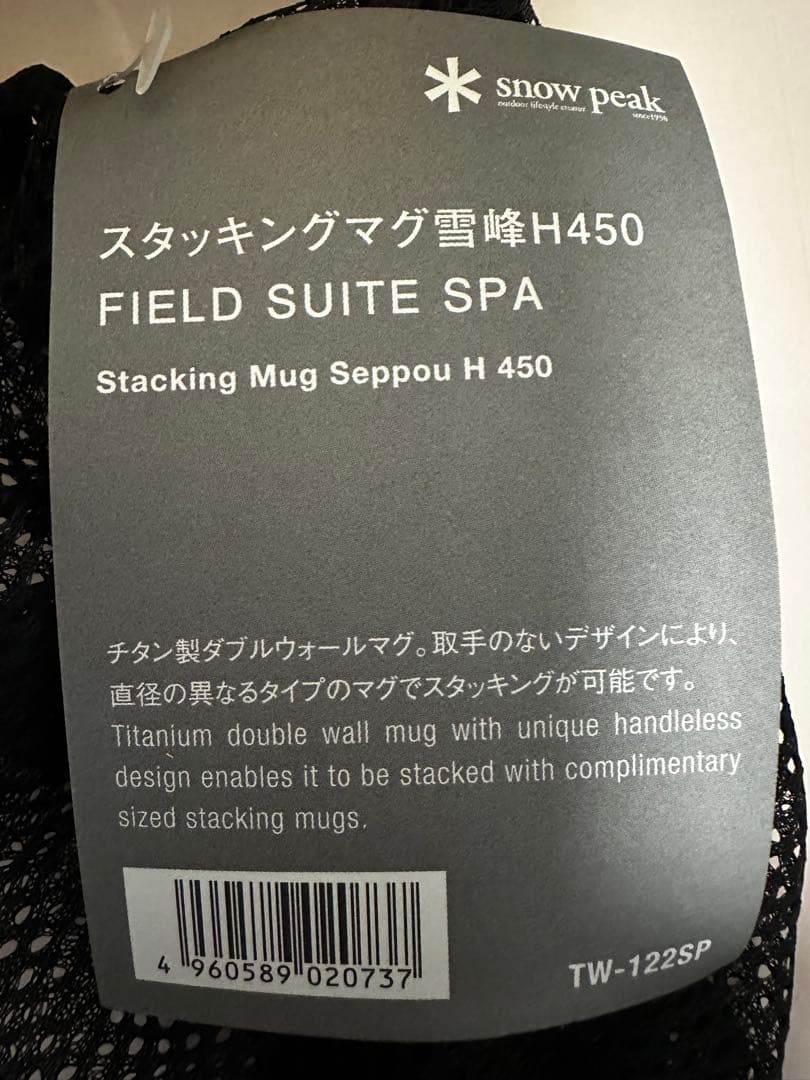 snow peak
outdoor lifestyle creator
since1958
スタッキングマグ雪峰H450
FIELD SUITE SPA
Stacking Mug Seppou H 450
チタン製ダブルウォールマグ。取手のないデザインにより、
直径の異なるタイプのマグでスタッキングが可能です。
Titanium double wall mug with unique handleless
design enables it to be stacked with complimentary
sized stacking mugs.
4 960589 020737
TW-122SP